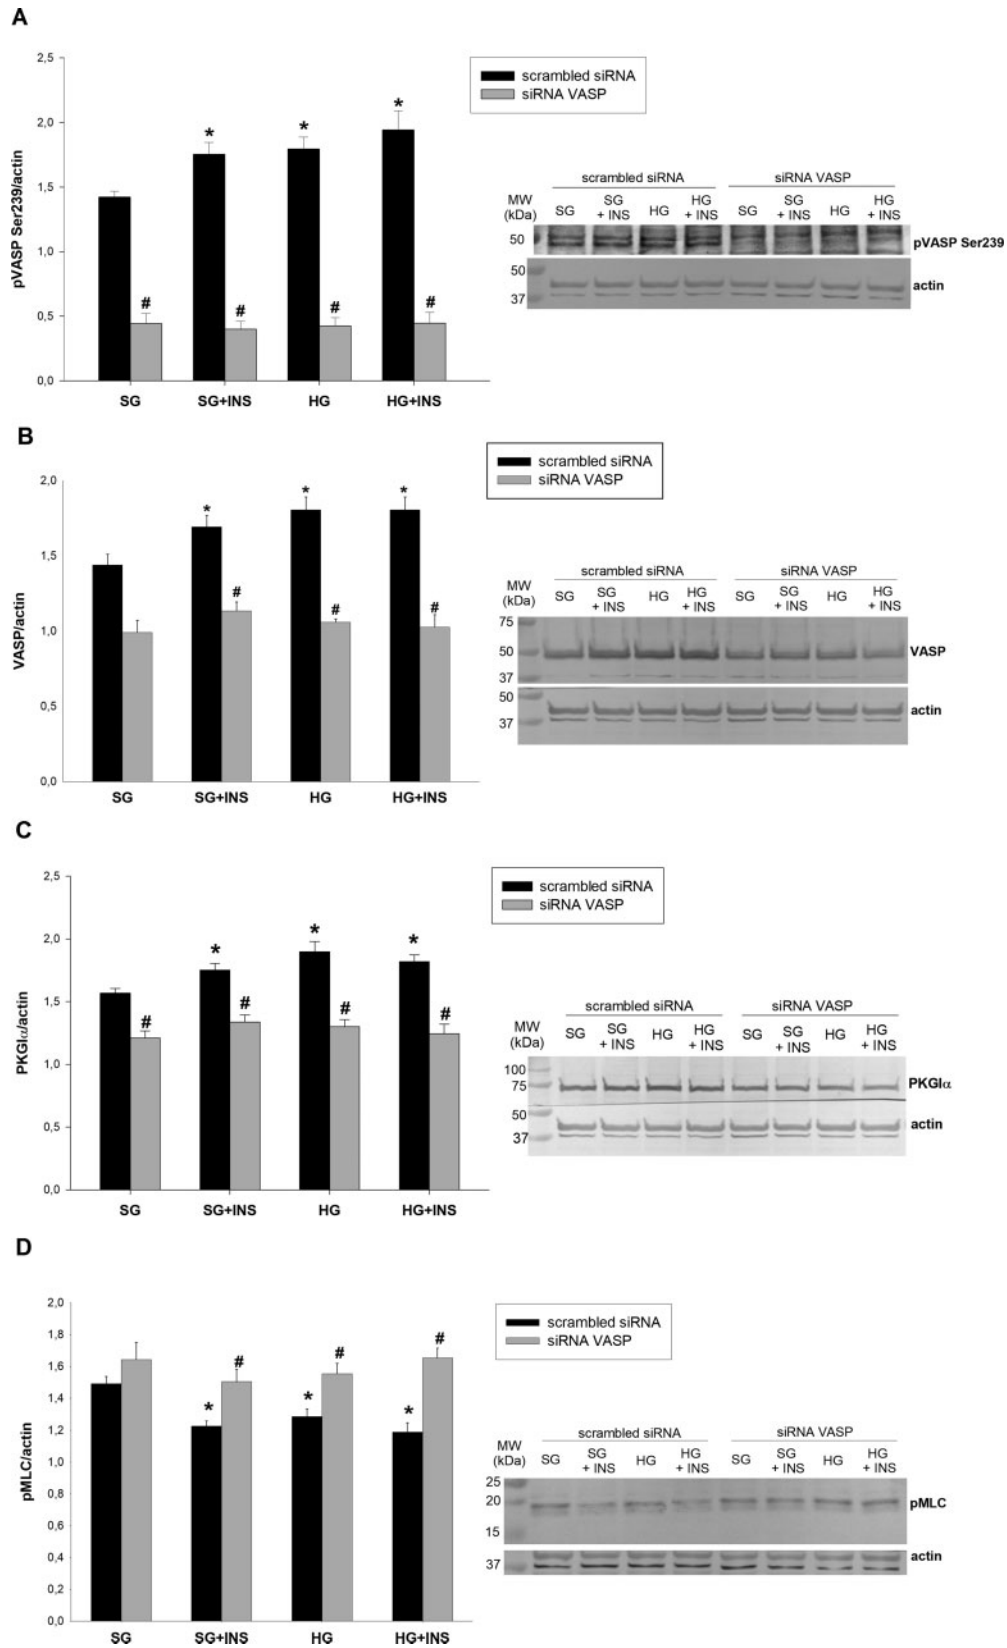 A
2,5
2,0
1,5
1,0
0,5
0,0
pVASP Ser239/actin
* * *
# # # #
SG SG+INS HG HG+INS
scrambled siRNA
siRNA VASP
scrambled siRNA siRNA VASP
MW (kDa)
SG SG + INS HG HG + INS SG SG + INS HG HG + INS
50 pVASP Ser239
50
37 actin
B
2,0
1,5
1,0
0,5
0,0
VASP/actin
* * *
# # #
SG SG+INS HG HG+INS
scrambled siRNA
siRNA VASP
scrambled siRNA siRNA VASP
MW (kDa)
SG SG + INS HG HG + INS SG SG + INS HG HG + INS
75
50 VASP
37
50
37 actin
C
2,5
2,0
1,5
1,0
0,5
0,0
PKGIα/actin
* * *
# # # #
SG SG+INS HG HG+INS
scrambled siRNA
siRNA VASP
scrambled siRNA siRNA VASP
MW (kDa)
SG SG + INS HG HG + INS SG SG + INS HG HG + INS
100
75 PKGIα
50
37 actin
D
2,0
1,8
1,6
1,4
1,2
1,0
0,8
0,6
0,4
0,2
0,0
pMLC/actin
* * *
# # #
SG SG+INS HG HG+INS
scrambled siRNA
siRNA VASP
scrambled siRNA siRNA VASP
MW (kDa)
SG SG + INS HG HG + INS SG SG + INS HG HG + INS
25
20 pMLC
15
37 actin